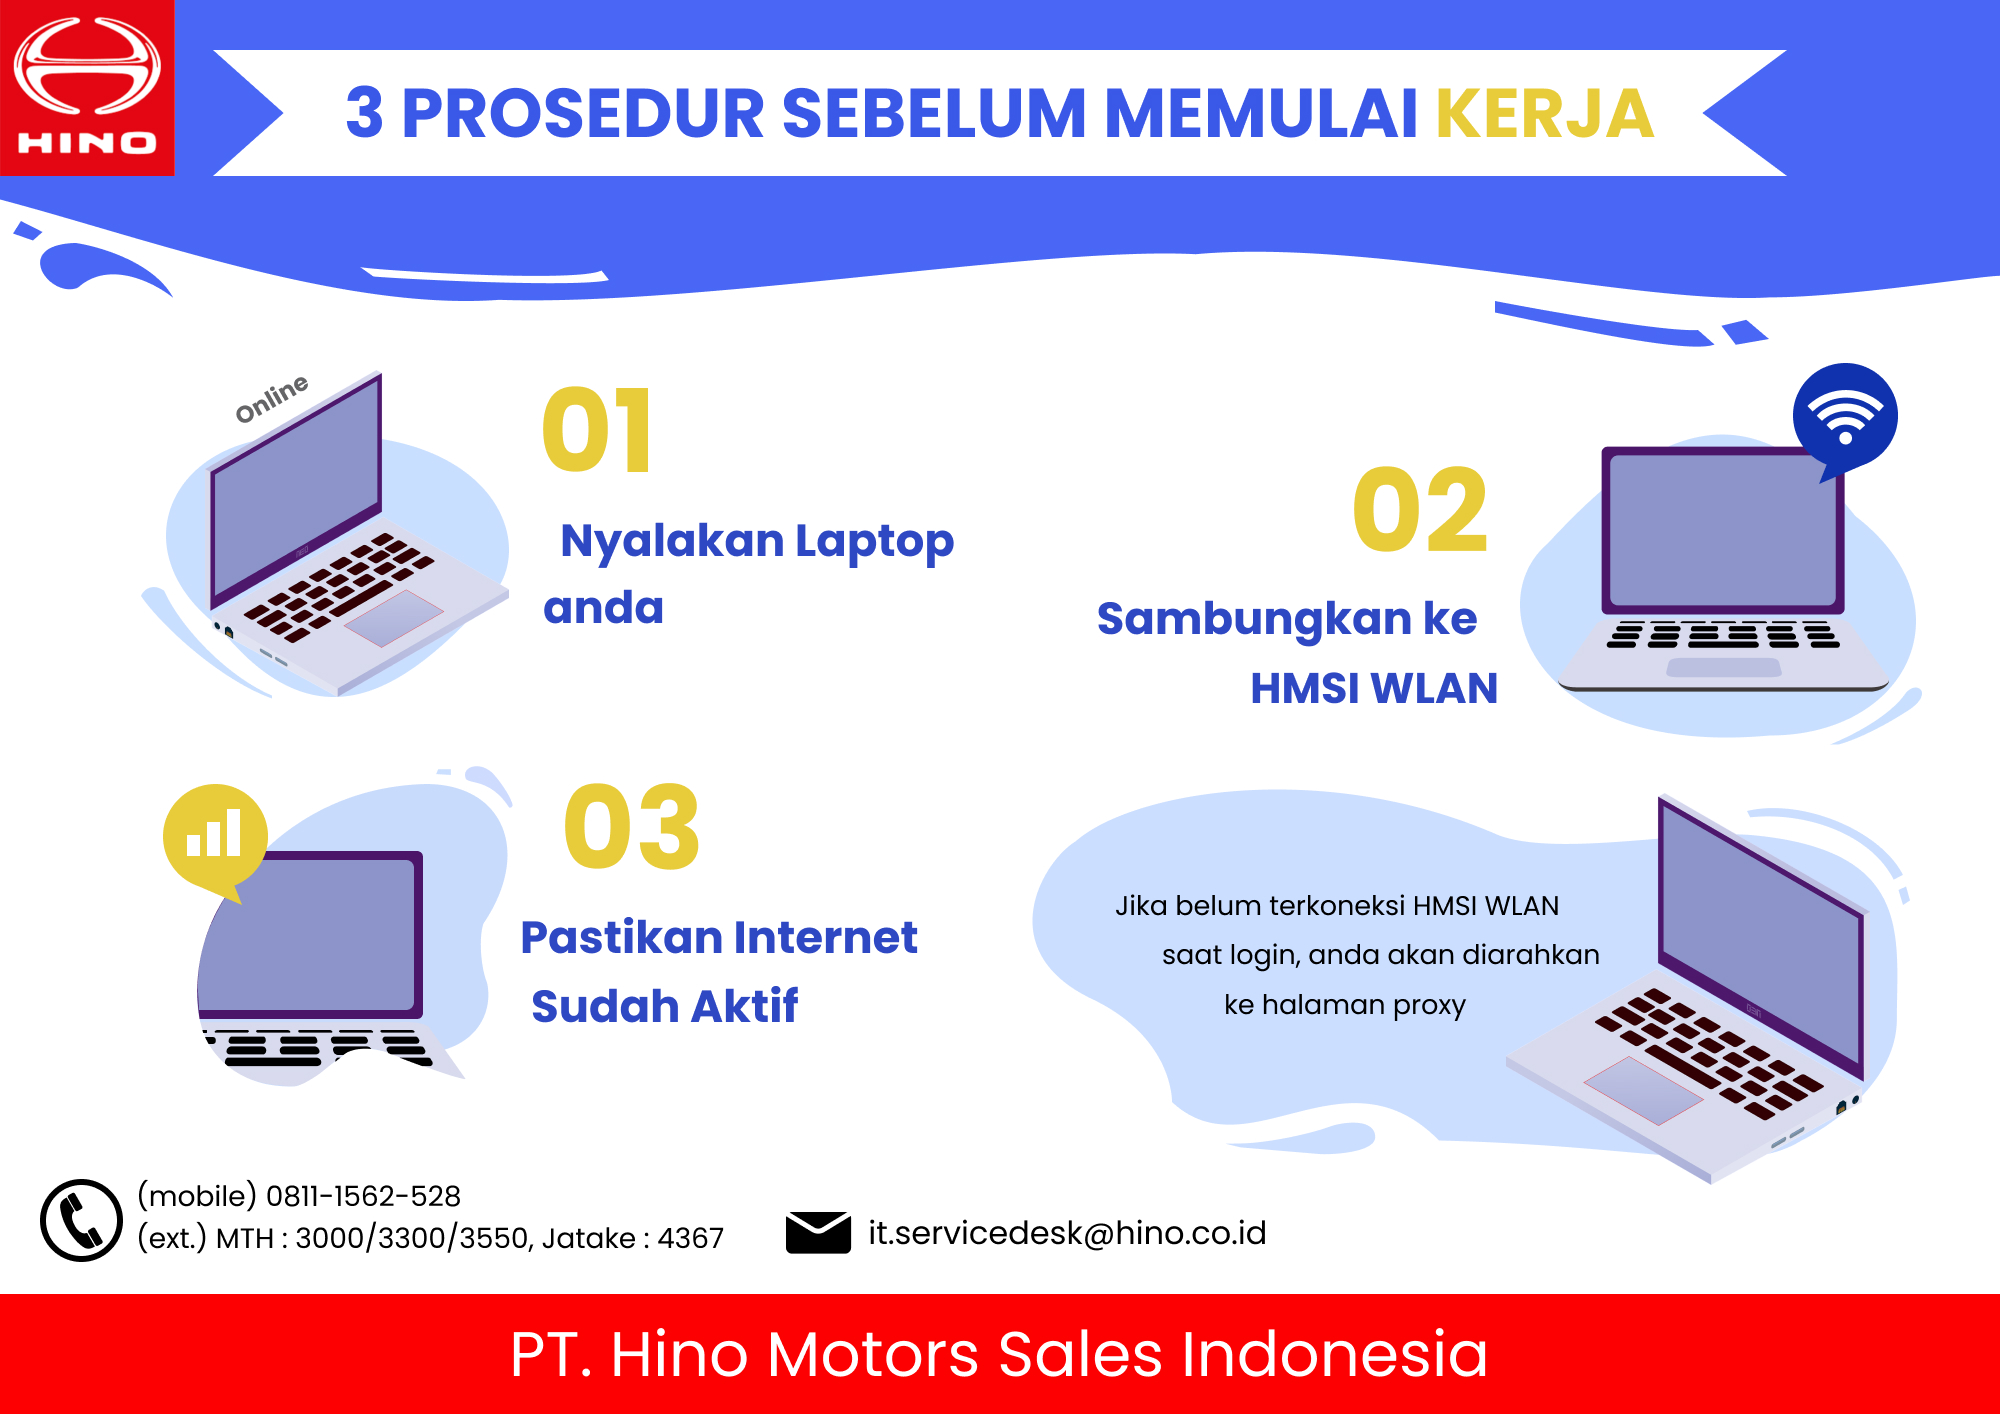 HINO
3 PROSEDUR SEBELUM MEMULAI KERJA
Online
01
Nyalakan Laptop
anda
02
Sambungkan ke
HMSI WLAN
03
Pastikan Internet
Sudah Aktif
Jika belum terkoneksi HMSI WLAN
saat login, anda akan diarahkan
ke halaman proxy
(mobile) 0811-1562-528
(ext.) MTH : 3000/3300/3550, Jatake : 4367
it.servicedesk@hino.co.id
PT. Hino Motors Sales Indonesia